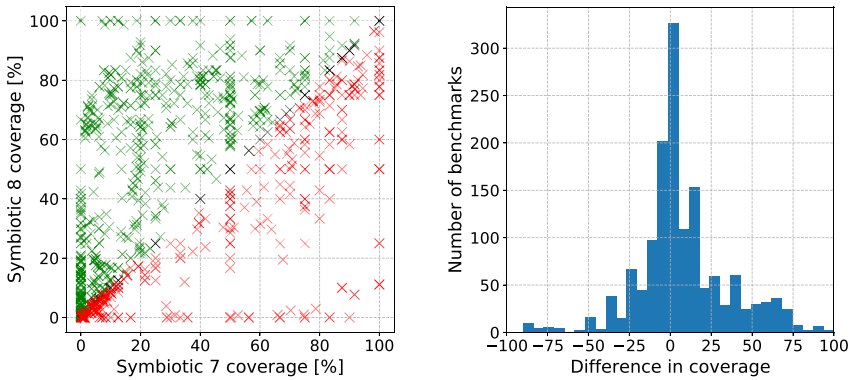 100
80
60
40
20
0
Symbiotic 8 coverage [%]
0 20 40 60 80 100
Symbiotic 7 coverage [%]
300
250
200
150
100
50
0
Number of benchmarks
−100 −75 −50 −25 0 25 50 75 100
Difference in coverage